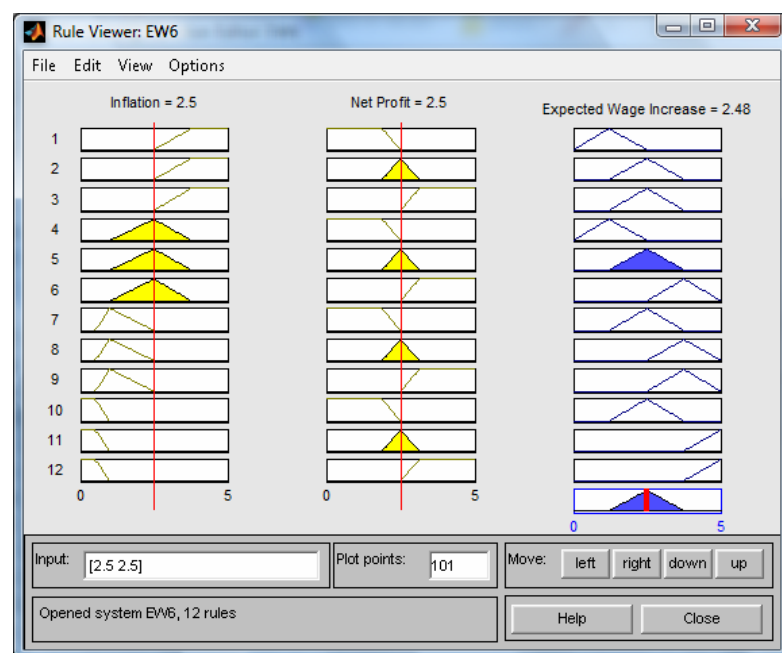 Rule Viewer: EW6
File Edit View Options
Inflation = 2.5
Net Profit = 2.5
Expected Wage Increase = 2.48
1
2
3
4
5
6
7
8
9
10
11
12
0 5
0 5
0 5
Input: [2.5 2.5]
Plot points: 101
Move: left right down up
Opened system EW6, 12 rules
Help Close